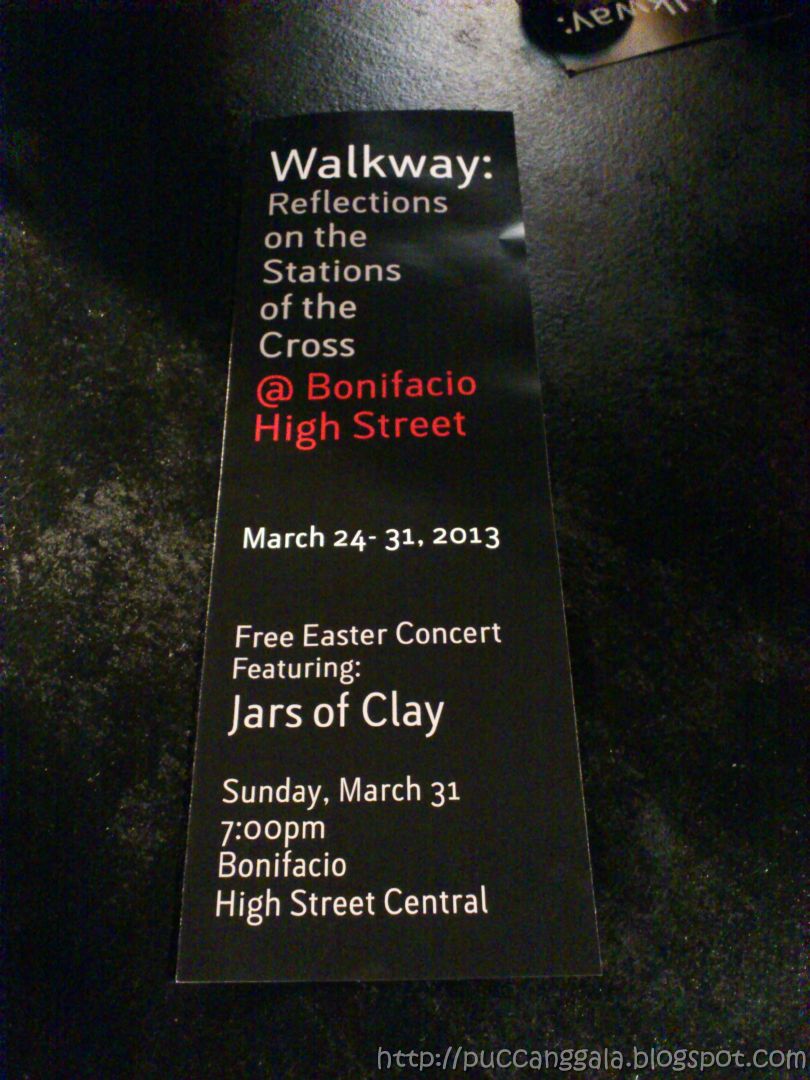 alkway:
Walkway:
Reflections
on the
Stations
of the
Cross
@ Bonifacio
High Street
March 24- 31, 2013
Free Easter Concert
Featuring:
Jars of Clay
Sunday, March 31
7:00pm
Bonifacio
High Street Central
http://puccanggala.blogspot.com